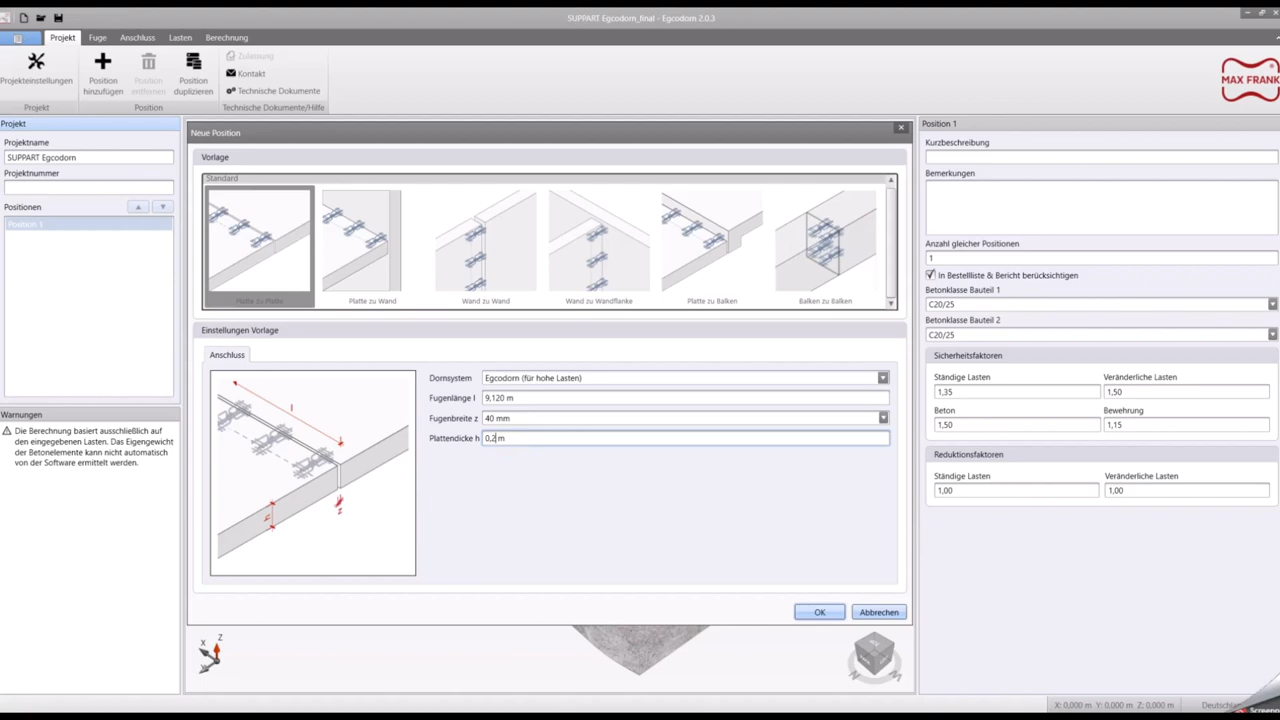 SUPPART Egcodorn_final - Egcodorn 2.0.3
Projekt
Fuge
Anschluss
Lasten
Berechnung
Projekteinstellungen
Position
hinzufügen
Position
entfernen
Position
duplizieren
Zulassung
Kontakt
Technische Dokumente
Projekt
Position
Technische Dokumente/Hilfe
MAX FRANK
Projekt
Projektname
SUPPART Egcodorn
Projektnummer
Positionen
Position 1
Warnungen
Die Berechnung basiert ausschließlich auf
den eingegebenen Lasten. Das Eigengewicht
der Betonelemente kann nicht automatisch
von der Software ermittelt werden.
Neue Position
Vorlage
Standard
Platte zu Platte
Platte zu Wand
Wand zu Wand
Wand zu Wandflanke
Platte zu Balken
Balken zu Balken
Einstellungen Vorlage
Anschluss
l
h
z
Dornsystem
Egcodorn (für hohe Lasten)
Fugenlänge l
9,120 m
Fugenbreite z
40 mm
Plattendicke h
0,2 m
OK
Abbrechen
X
Z
Position 1
Kurzbeschreibung
Bemerkungen
Anzahl gleicher Positionen
1
In Bestellliste & Bericht berücksichtigen
Betonklasse Bauteil 1
C20/25
Betonklasse Bauteil 2
C20/25
Sicherheitsfaktoren
Ständige Lasten
Veränderliche Lasten
1,35
1,50
Beton
Bewehrung
1,50
1,15
Reduktionsfaktoren
Ständige Lasten
Veränderliche Lasten
1,00
1,00
X: 0,000 m Y: 0,000 m Z: 0,000 m